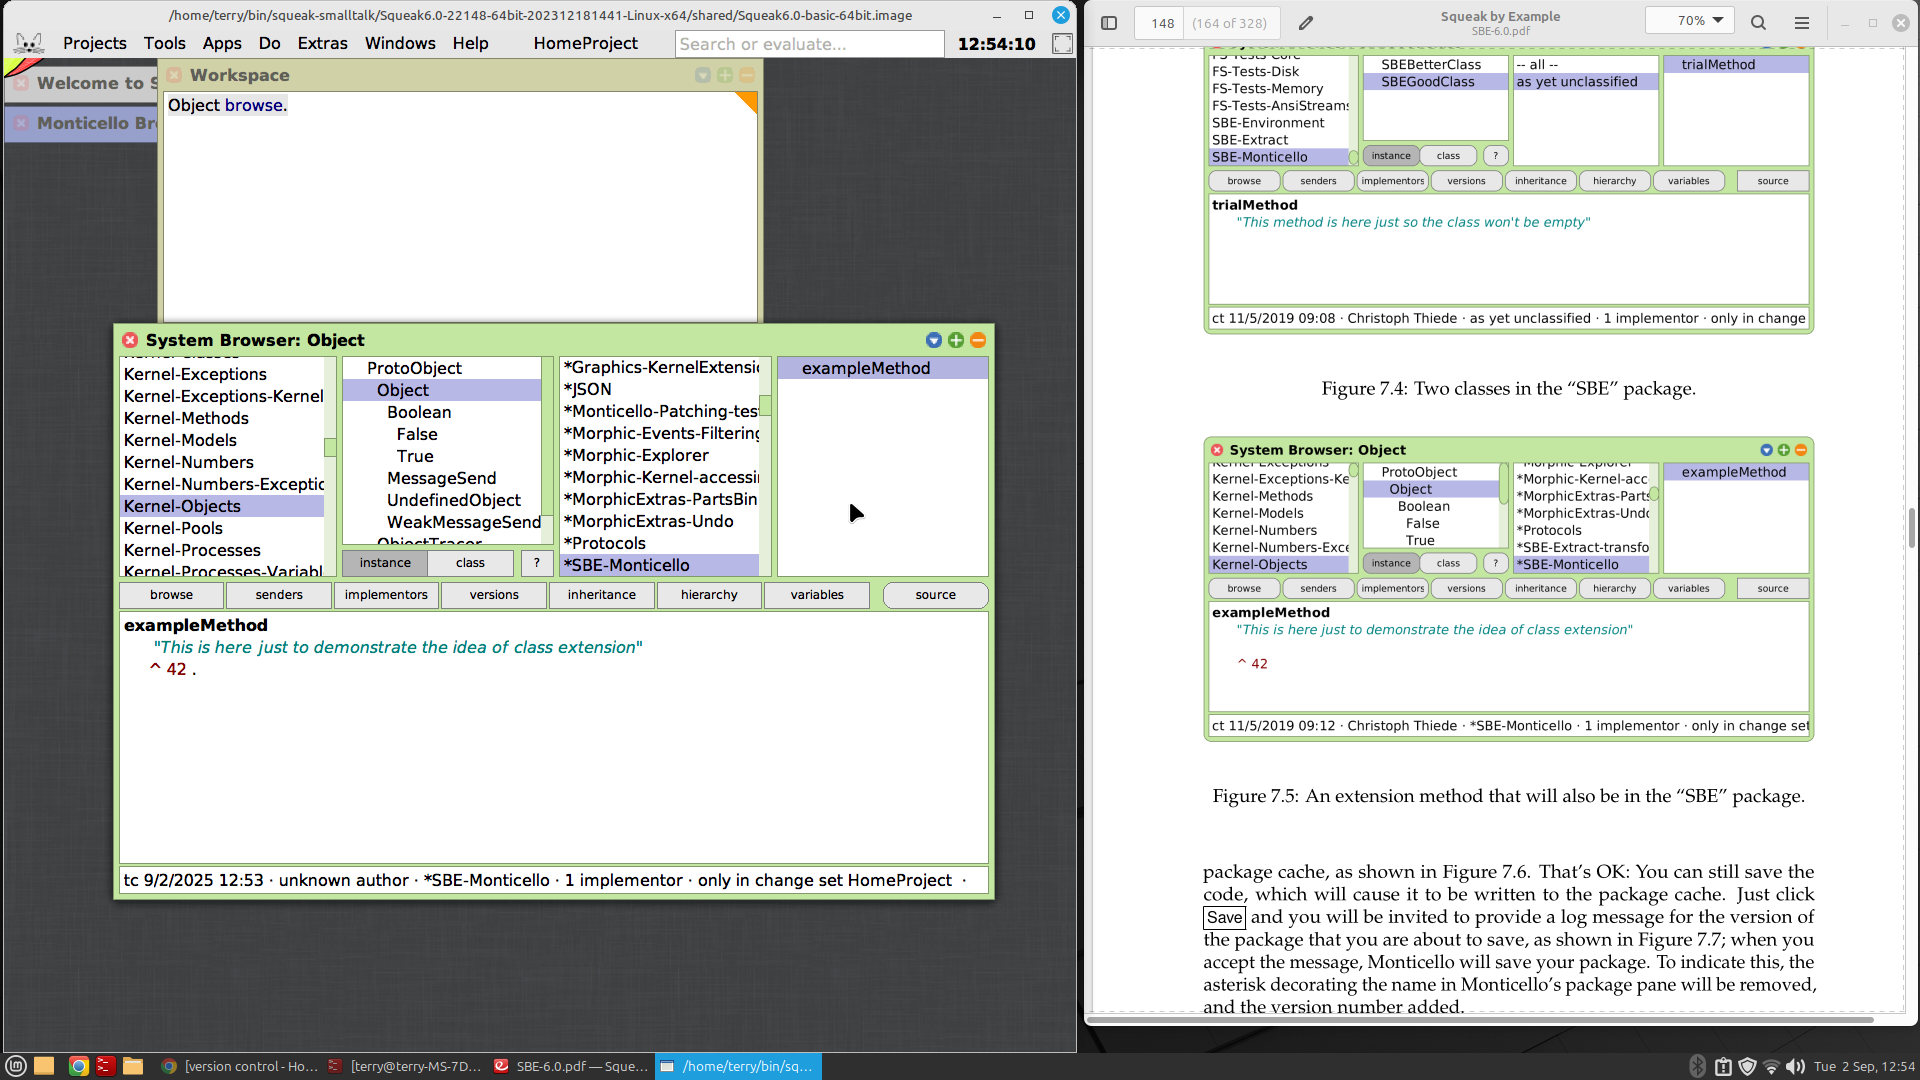 /home/terry/bin/squeak-smalltalk/Squeak6.0-22148-64bit-202312181441-Linux-x64/shared/Squeak6.0-basic-64bit.image
Projects Tools Apps Do Extras Windows Help HomeProject Search or evaluate... 12:54:10
Welcome to S
Monticello Br
Workspace
Object browse.
System Browser: Object
Kernel-Exceptions
Kernel-Exceptions-Kernel
Kernel-Methods
Kernel-Models
Kernel-Numbers
Kernel-Numbers-Exceptic
Kernel-Objects
Kernel-Pools
Kernel-Processes
Kernel-Processes-Variabl
ProtoObject
Object
Boolean
False
True
MessageSend
UndefinedObject
WeakMessageSend
ObjectTracer
instance class ?
*Graphics-KernelExtensio
*JSON
*Monticello-Patching-tes
*Morphic-Events-Filtering
*Morphic-Explorer
*Morphic-Kernel-accessi
*MorphicExtras-PartsBin
*MorphicExtras-Undo
*Protocols
*SBE-Monticello
exampleMethod
browse senders implementors versions inheritance hierarchy variables source
exampleMethod
"This is here just to demonstrate the idea of class extension"
^ 42 .
tc 9/2/2025 12:53 · unknown author · *SBE-Monticello · 1 implementor · only in change set HomeProject ·
148 (164 of 328)
Squeak by Example
SBE-6.0.pdf
70%
FS-Tests-Disk
FS-Tests-Memory
FS-Tests-AnsiStreams
SBE-Environment
SBE-Extract
SBE-Monticello
SBEBetterClass
SBEGoodClass
instance class ?
-- all --
as yet unclassified
trialMethod
browse senders implementors versions inheritance hierarchy variables source
trialMethod
"This method is here just so the class won't be empty"
ct 11/5/2019 09:08 · Christoph Thiede · as yet unclassified · 1 implementor · only in change
Figure 7.4: Two classes in the “SBE” package.
System Browser: Object
Kernel-Exceptions
Kernel-Exceptions-Ke
Kernel-Methods
Kernel-Models
Kernel-Numbers
Kernel-Numbers-Exce
Kernel-Objects
ProtoObject
Object
Boolean
False
True
instance class ?
*Morphic-Explorer
*Morphic-Kernel-acc
*MorphicExtras-Parts
*MorphicExtras-Undo
*Protocols
*SBE-Extract-transfo
*SBE-Monticello
exampleMethod
browse senders implementors versions inheritance hierarchy variables source
exampleMethod
"This is here just to demonstrate the idea of class extension"
^ 42
ct 11/5/2019 09:12 · Christoph Thiede · *SBE-Monticello · 1 implementor · only in change set
Figure 7.5: An extension method that will also be in the “SBE” package.
package cache, as shown in Figure 7.6. That’s OK: You can still save the
code, which will cause it to be written to the package cache. Just click
Save and you will be invited to provide a log message for the version of
the package that you are about to save, as shown in Figure 7.7; when you
accept the message, Monticello will save your package. To indicate this, the
asterisk decorating the name in Monticello’s package pane will be removed,
and the version number added.
[version control - Ho... [terry@terry-MS-7D... SBE-6.0.pdf — Sque... /home/terry/bin/sq... Tue 2 Sep, 12:54